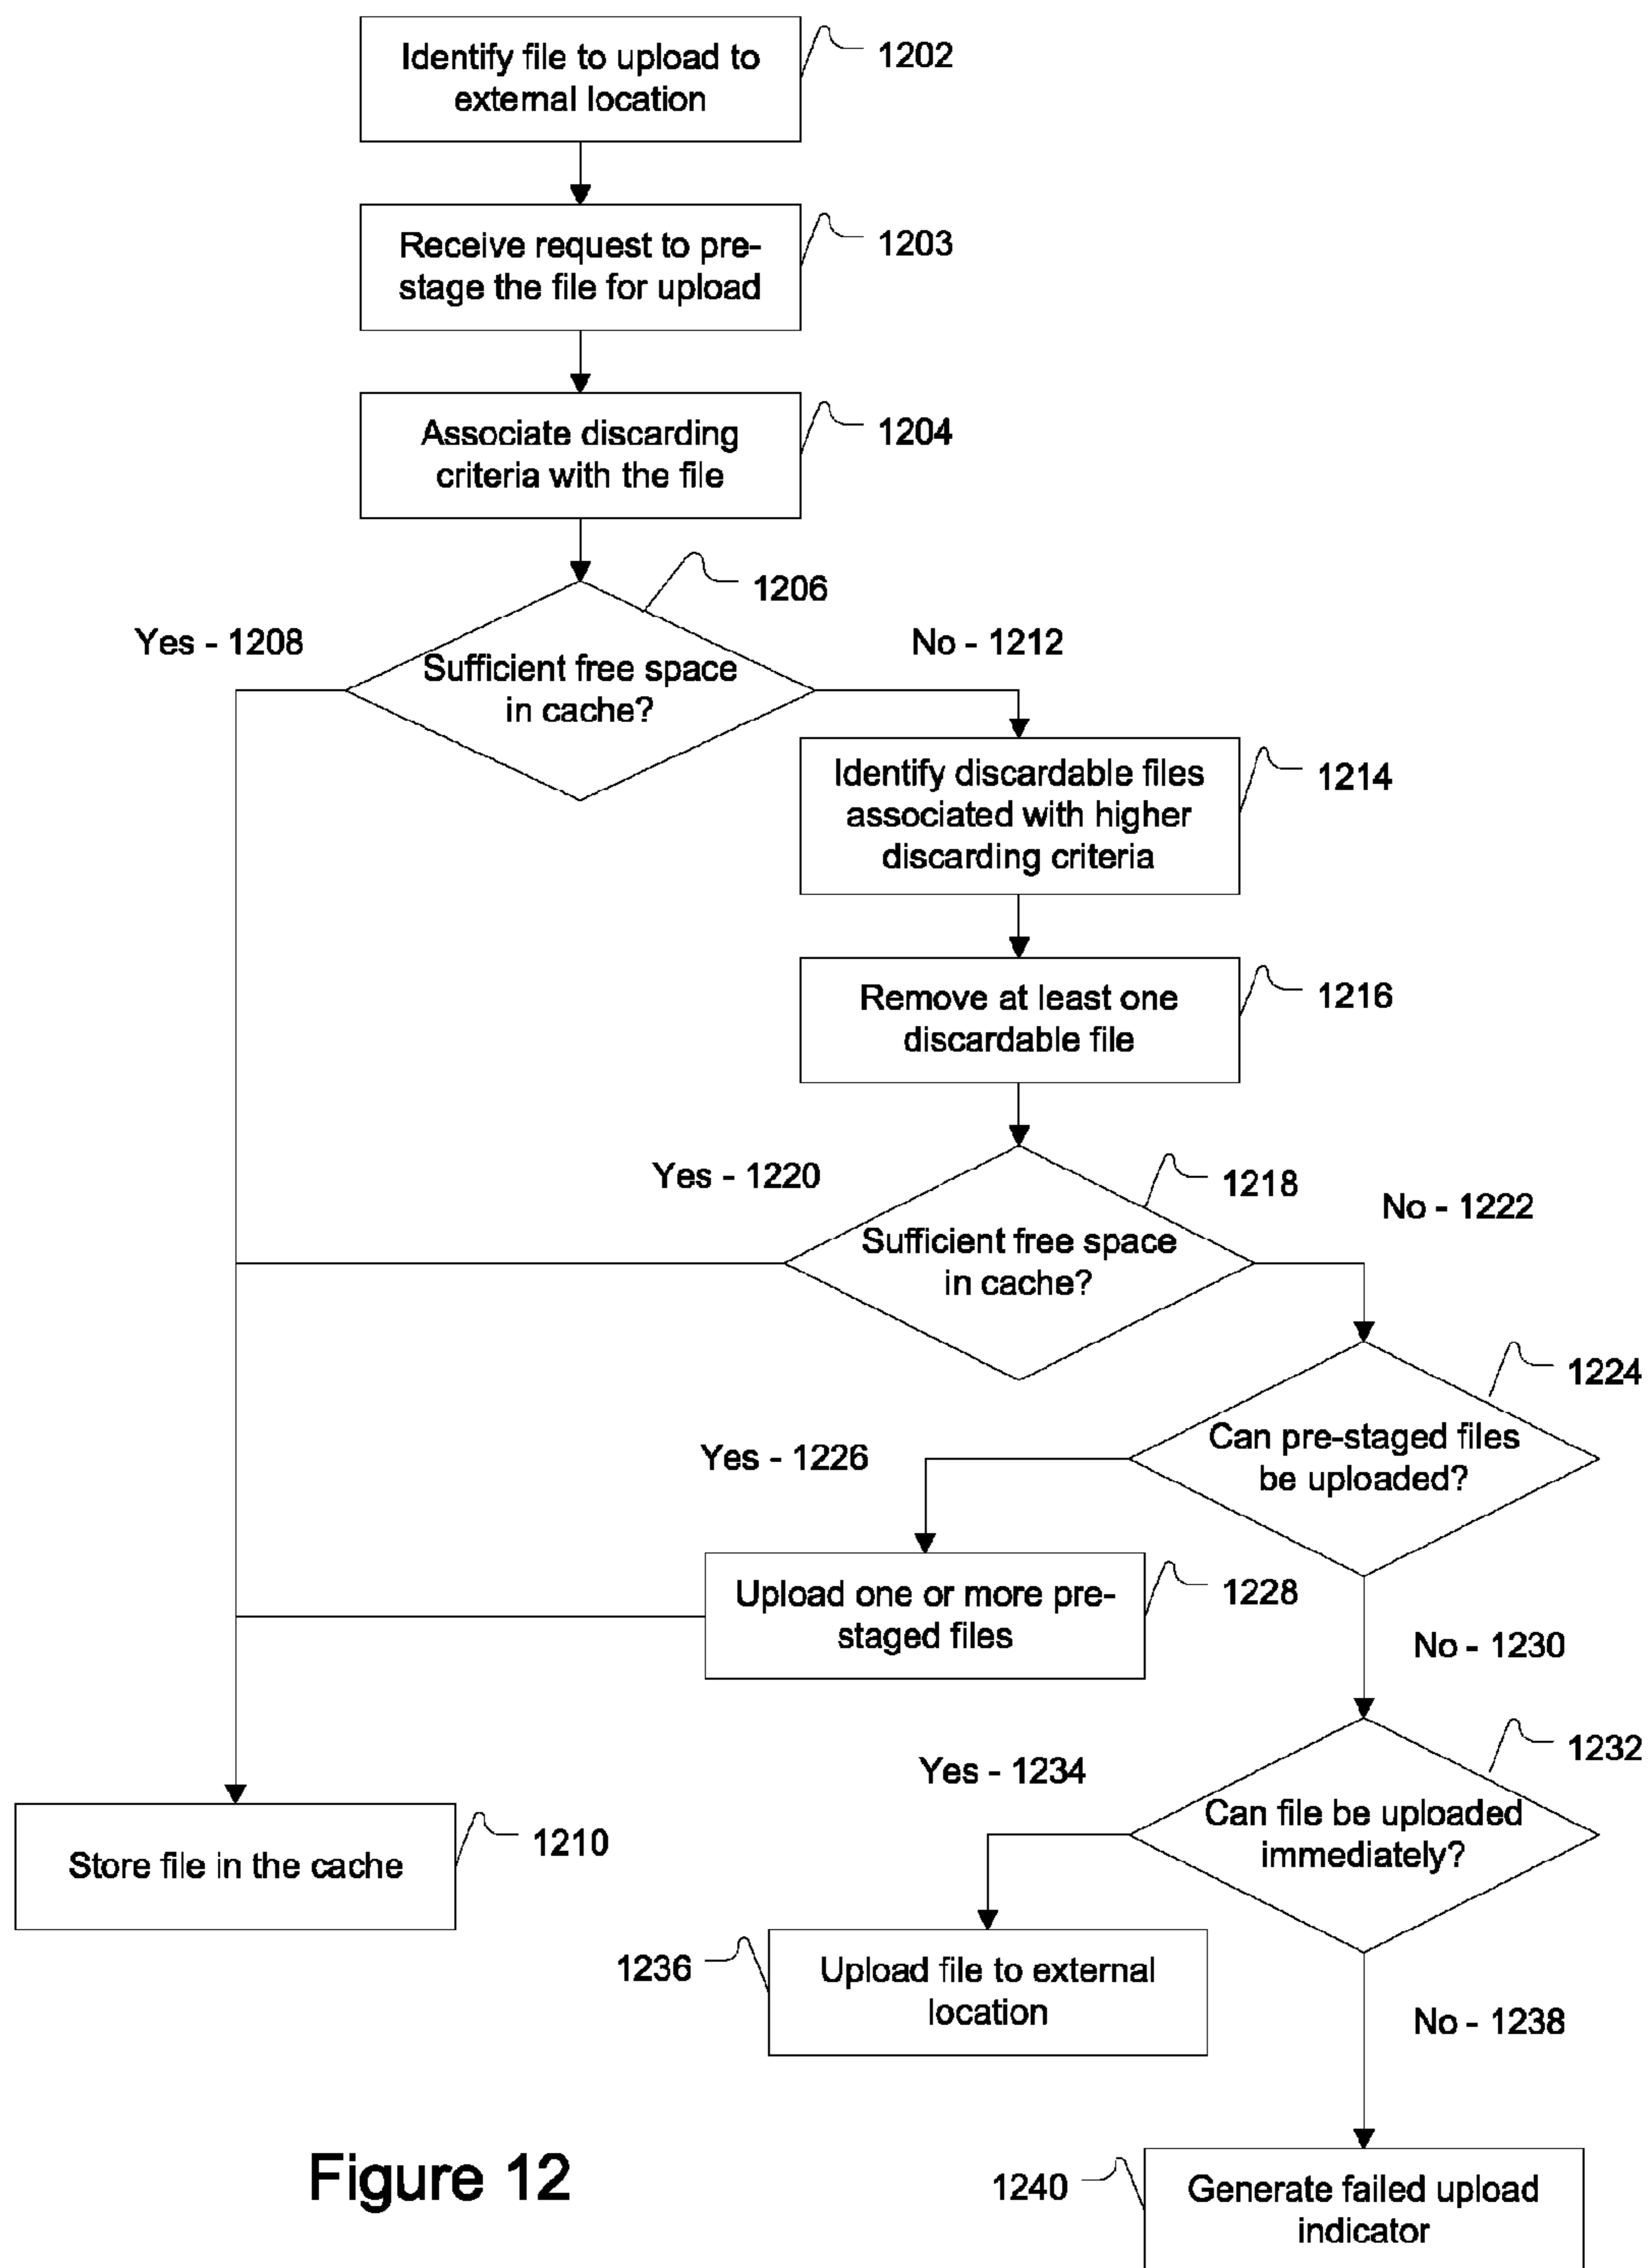 Identify file to upload to
external location
1202
Receive request to pre-
stage the file for upload
1203
Associate discarding
criteria with the file
1204
1206
Yes - 1208
No - 1212
Sufficient free space
in cache?
Identify discardable files
associated with higher
discarding criteria
1214
Remove at least one
discardable file
1216
Yes - 1220
1218
No - 1222
Sufficient free space
in cache?
1224
Can pre-staged files
be uploaded?
Yes - 1226
Upload one or more pre-
staged files
1228
No - 1230
1232
Yes - 1234
Can file be uploaded
immediately?
Store file in the cache
1210
1236
Upload file to external
location
No - 1238
Figure 12
1240
Generate failed upload
indicator